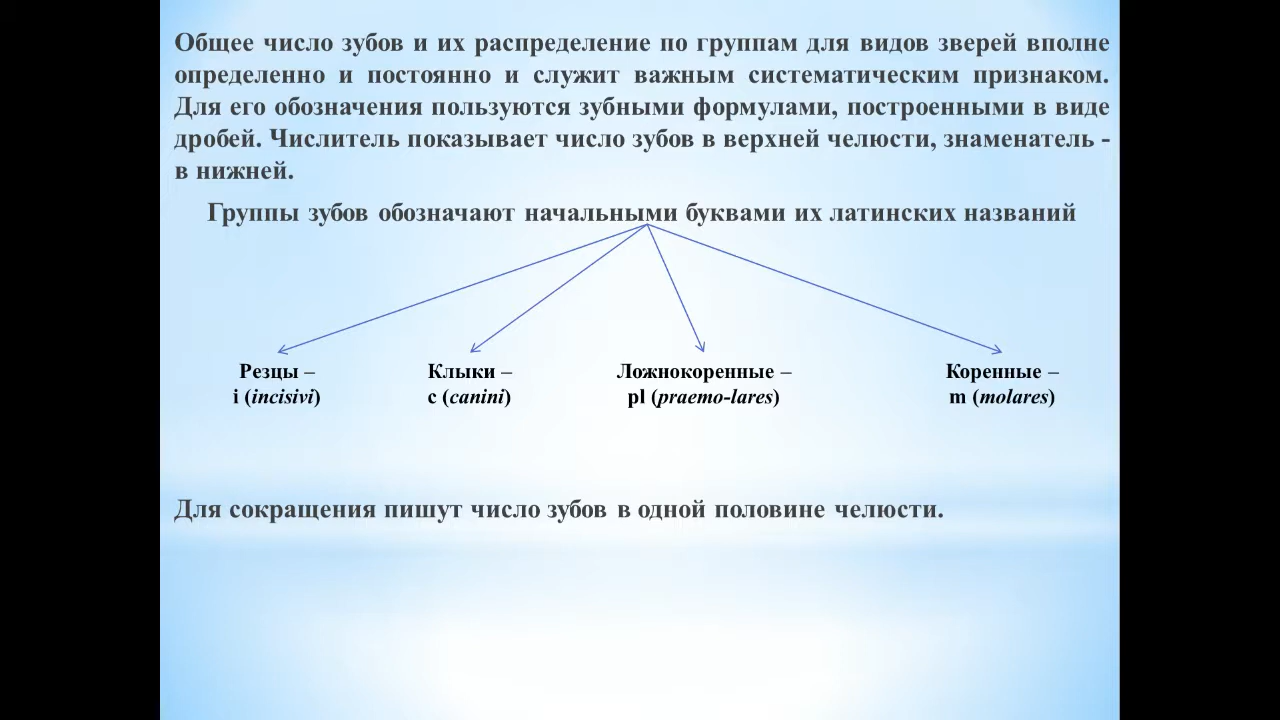 Общее число зубов и их распределение по группам для видов зверей вполне
определенно и постоянно и служит важным систематическим признаком.
Для его обозначения пользуются зубными формулами, построенными в виде
дробей. Числитель показывает число зубов в верхней челюсти, знаменатель -
в нижней.
Группы зубов обозначают начальными буквами их латинских названий
Резцы –
i (incisivi)
Клыки –
c (canini)
Ложнокоренные –
pl (praemo-lares)
Коренные –
m (molares)
Для сокращения пишут число зубов в одной половине челюсти.